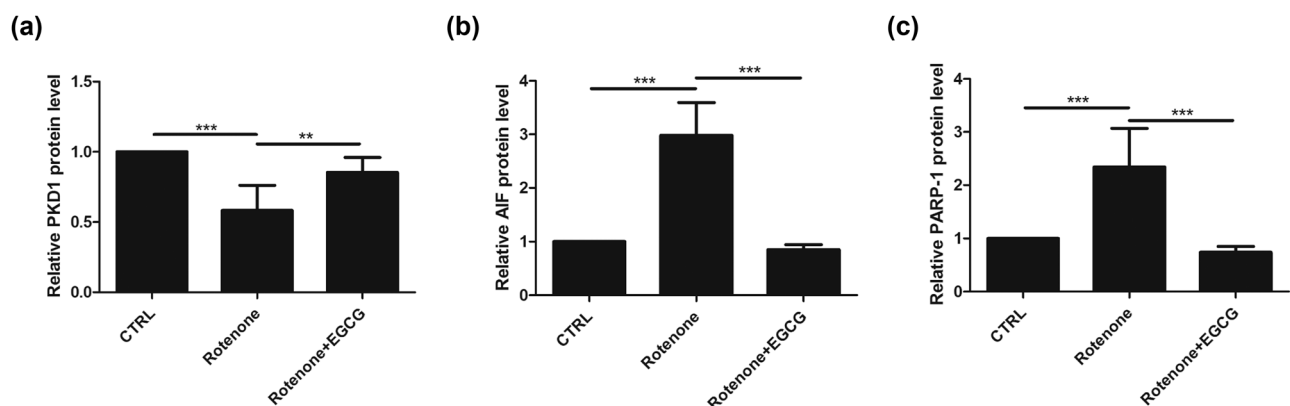 (a)
Relative PKD1 protein level
1.5
1.0
0.5
0.0
***
**
CTRL
Rotenone
Rotenone+EGCG
(b)
Relative AIF protein level
4
3
2
1
0
***
***
CTRL
Rotenone
Rotenone+EGCG
(c)
Relative PARP-1 protein level
4
3
2
1
0
***
***
CTRL
Rotenone
Rotenone+EGCG